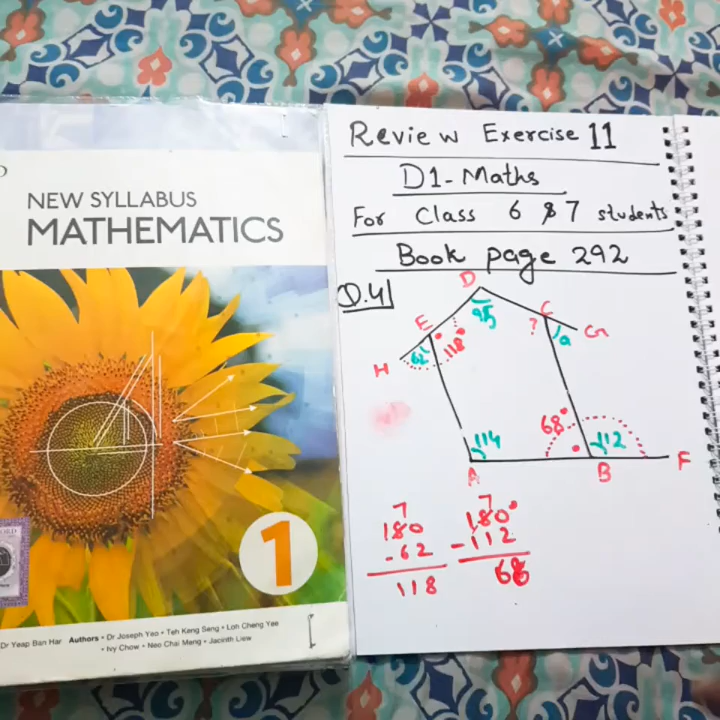 NEW SYLLABUS
MATHEMATICS
1
Dr Yeap Ban Har Authors • Dr Joseph Yeo • Teh Keng Seng • Loh Cheng Yee
• Ivy Chow • Neo Chai Meng • Jacinth Liew
Review Exercise 11
D1-Maths
For Class 6 & 7 students
Book page 292
Q.4
D
95
E
C
?
a
G
H
62
118°
114
68°
112
A
B
F
7
180
-62
118
7
180°
-112
68